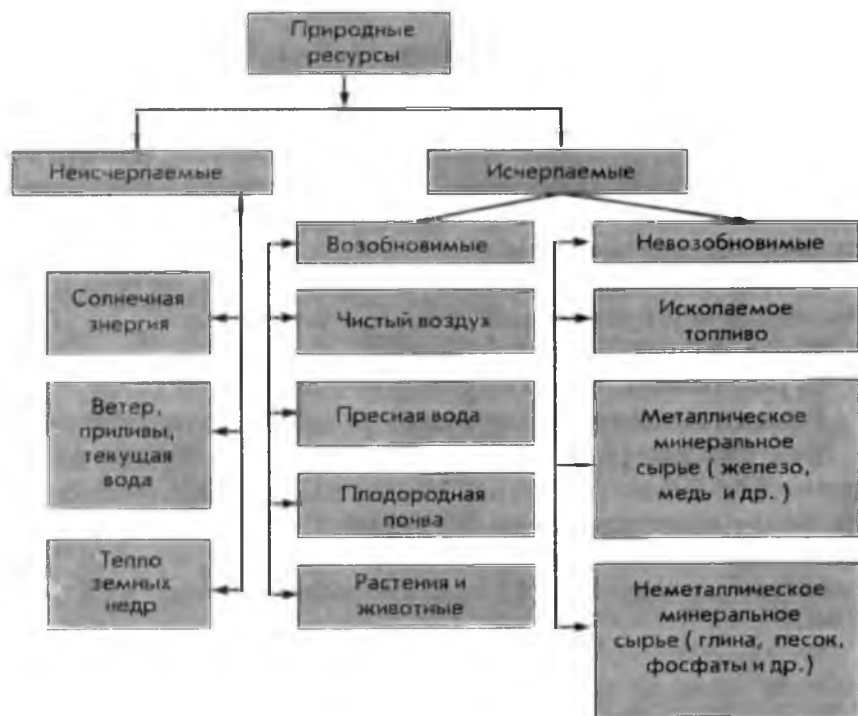 Природные
ресурсы
Неисчерпаемые
Исчерпаемые
Возобновимые
Невозобновимые
Солнечная
энергия
Чистый воздух
Ископаемое
топливо
Ветер,
приливы,
текущая
вода
Пресная вода
Металлическое
минеральное
сырье ( железо,
медь и др. )
Плодородная
почва
Тепло
земных
недр
Растения и
животные
Неметаллическое
минеральное
сырье ( глина, песок,
фосфаты и др.)